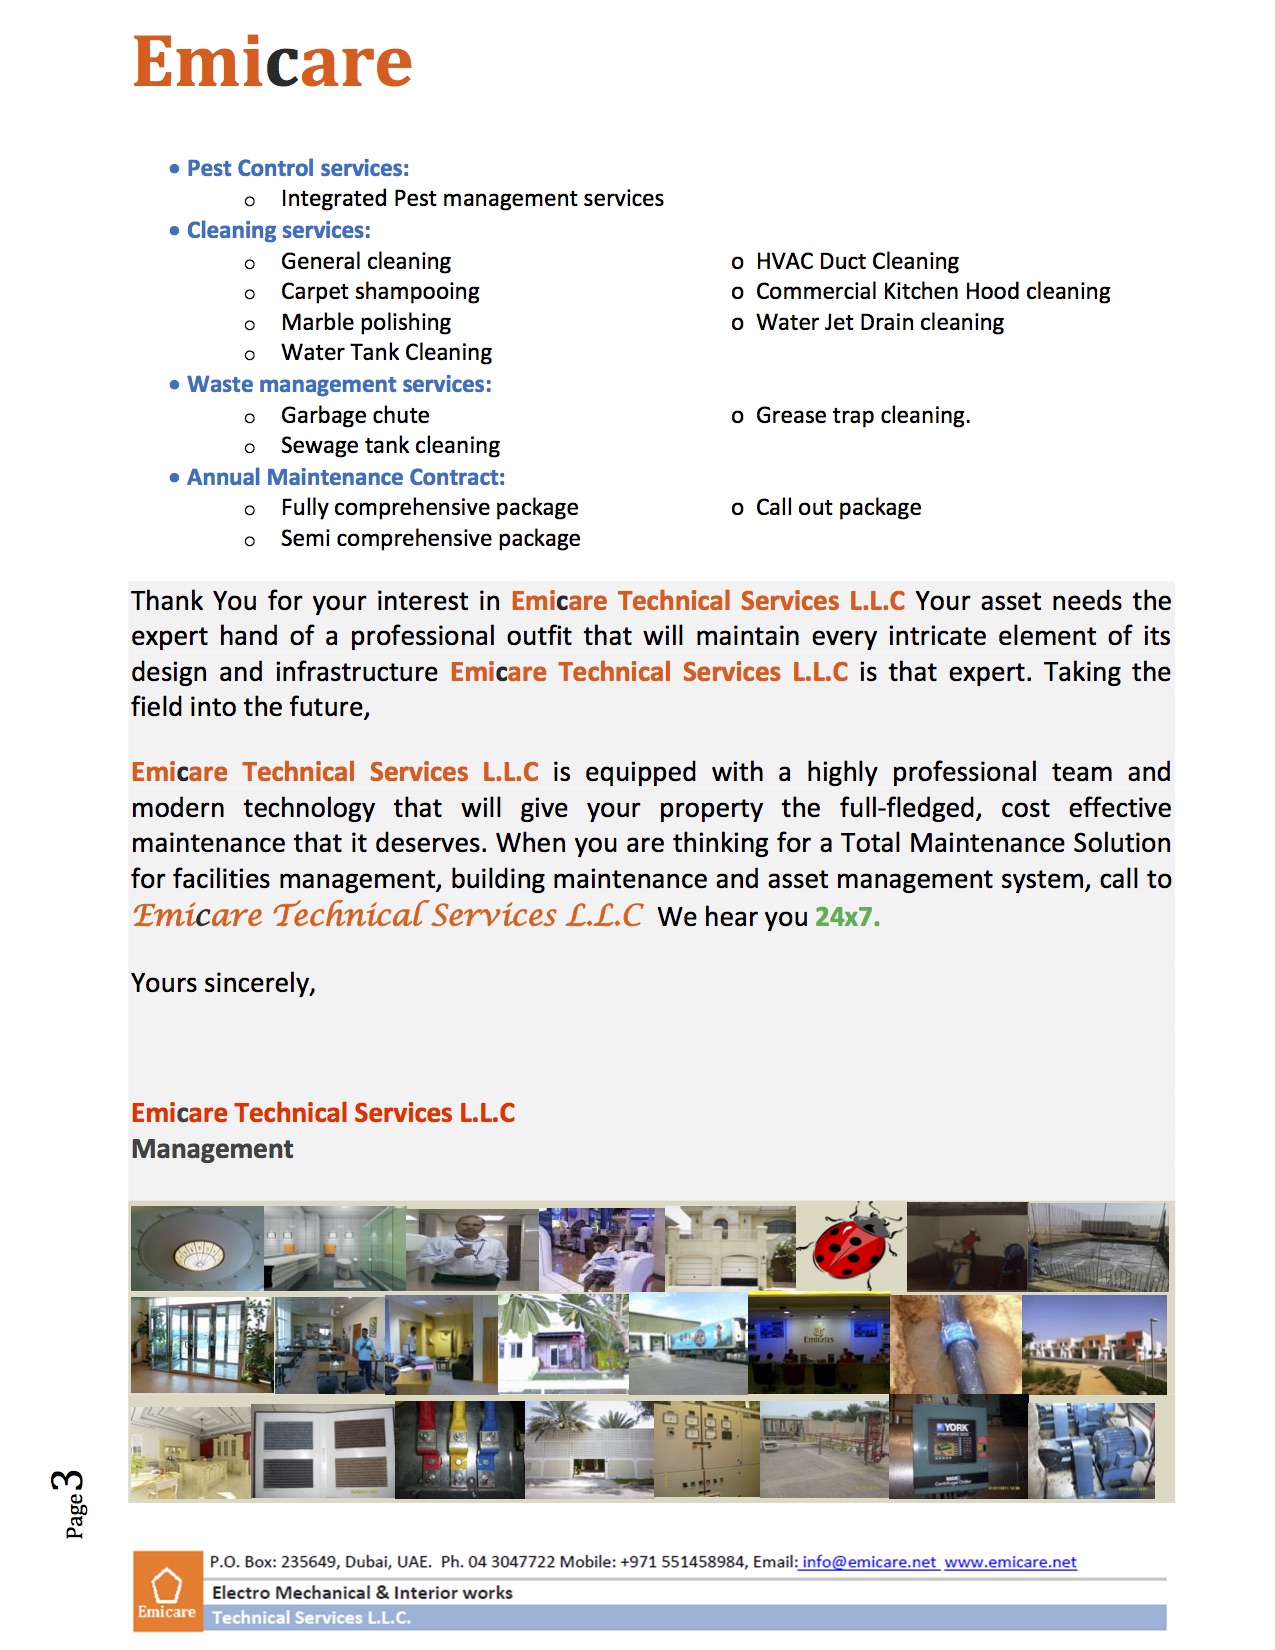 Emicare
• Pest Control services:
o Integrated Pest management services
• Cleaning services:
o General cleaning
o Carpet shampooing
o Marble polishing
o Water Tank Cleaning
o HVAC Duct Cleaning
o Commercial Kitchen Hood cleaning
o Water Jet Drain cleaning
• Waste management services:
o Garbage chute
o Sewage tank cleaning
o Grease trap cleaning.
• Annual Maintenance Contract:
o Fully comprehensive package
o Semi comprehensive package
o Call out package
Thank You for your interest in Emicare Technical Services L.L.C Your asset needs the
expert hand of a professional outfit that will maintain every intricate element of its
design and infrastructure Emicare Technical Services L.L.C is that expert. Taking the
field into the future,
Emicare Technical Services L.L.C is equipped with a highly professional team and
modern technology that will give your property the full-fledged, cost effective
maintenance that it deserves. When you are thinking for a Total Maintenance Solution
for facilities management, building maintenance and asset management system, call to
Emicare Technical Services L.L.C We hear you 24x7.
Yours sincerely,
Emicare Technical Services L.L.C
Management
Emirates
YORK
Page 3
P.O. Box: 235649, Dubai, UAE. Ph. 04 3047722 Mobile: +971 551458984, Email: info@emicare.net www.emicare.net
Electro Mechanical & Interior works
Emicare
Technical Services L.L.C.